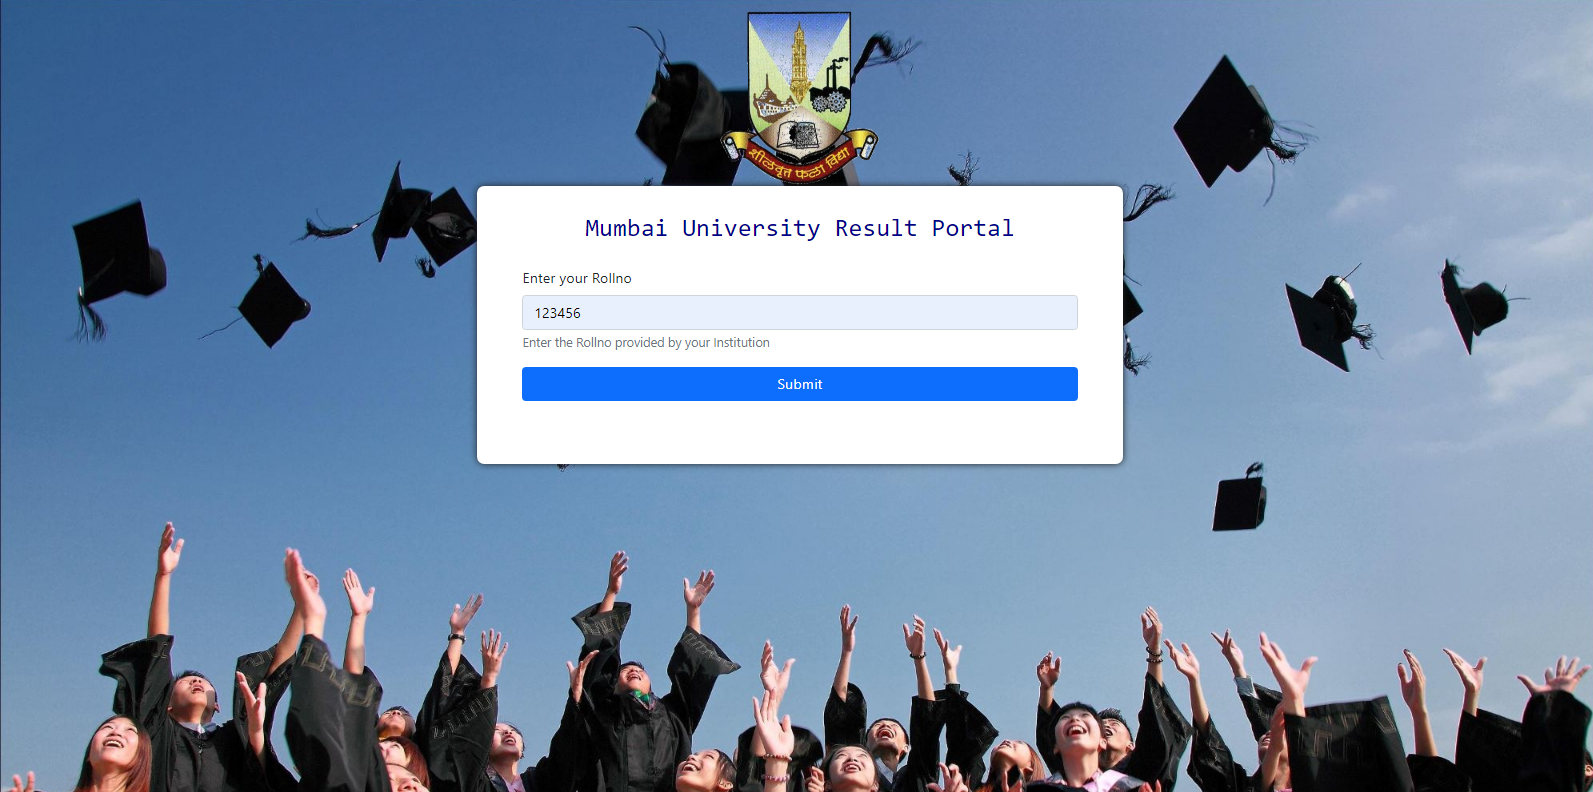 शीलवृत्त फला विद्या
Mumbai University Result Portal
Enter your Rollno
123456
Enter the Rollno provided by your Institution
Submit